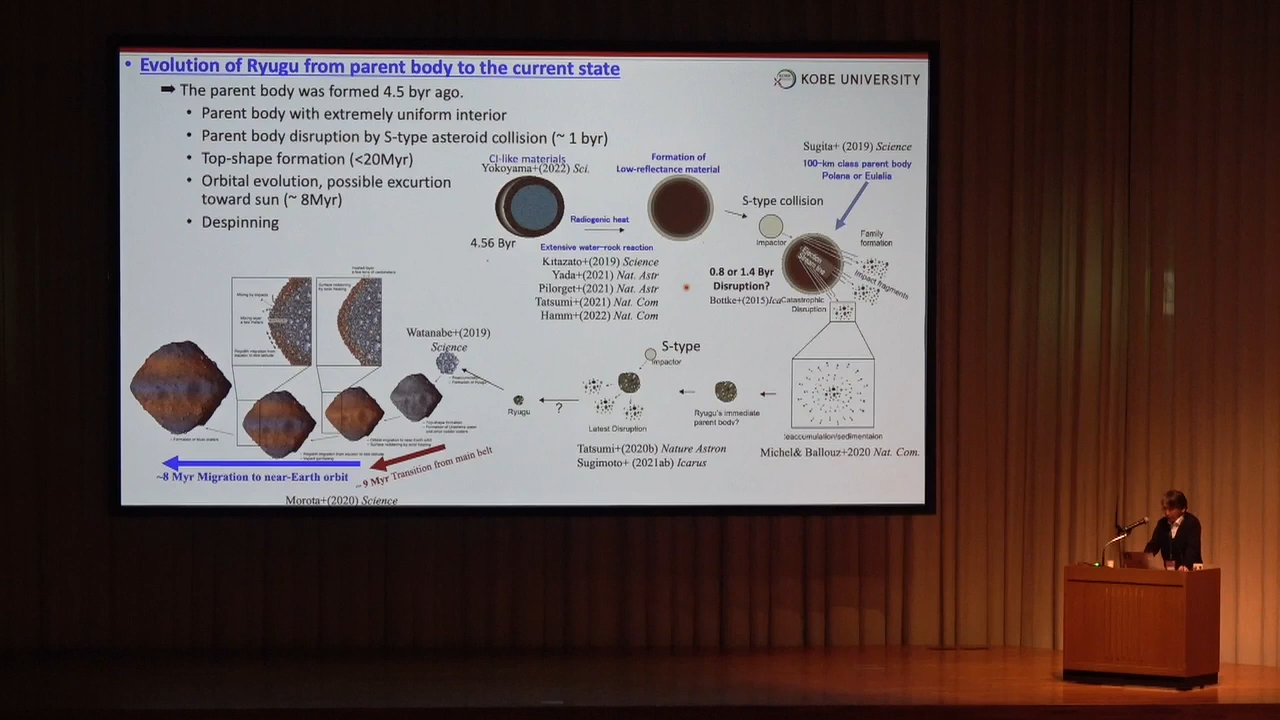 • Evolution of Ryugu from parent body to the current state
KOBE UNIVERSITY
➡ The parent body was formed 4.5 byr ago.
• Parent body with extremely uniform interior
• Parent body disruption by S-type asteroid collision (~ 1 byr)
• Top-shape formation (<20Myr)
• Orbital evolution, possible excurtion
toward sun (~ 8Myr)
• Despinning
CI-like materials
Yokoyama+(2022) Sci.
4.56 Byr
Radiogenic heat
Extensive water-rock reaction
Kitazato+(2019) Science
Yada+(2021) Nat. Astr
Pilorget+(2021) Nat. Astr
Tatsumi+(2021) Nat. Com
Hamm+(2022) Nat. Com
Formation of
Low-reflectance material
S-type collision
Impactor
Sugita+ (2019) Science
100-km class parent body
Polana or Eulalia
Family
formation
Impact fragments
0.8 or 1.4 Byr
Disruption?
Bottke+(2015)Ica
Catastrophic
Disruption
Michel& Ballouz+2020 Nat. Com.
Ryugu's immediate
parent body?
S-type
Impactor
Latest Disruption
Tatsumi+(2020b) Nature Astron
Sugimoto+ (2021ab) Icarus
?
Ryugu
Watanabe+(2019)
Science
~ 9 Myr Transition from main belt
~8 Myr Migration to near-Earth orbit
Morota+(2020) Science